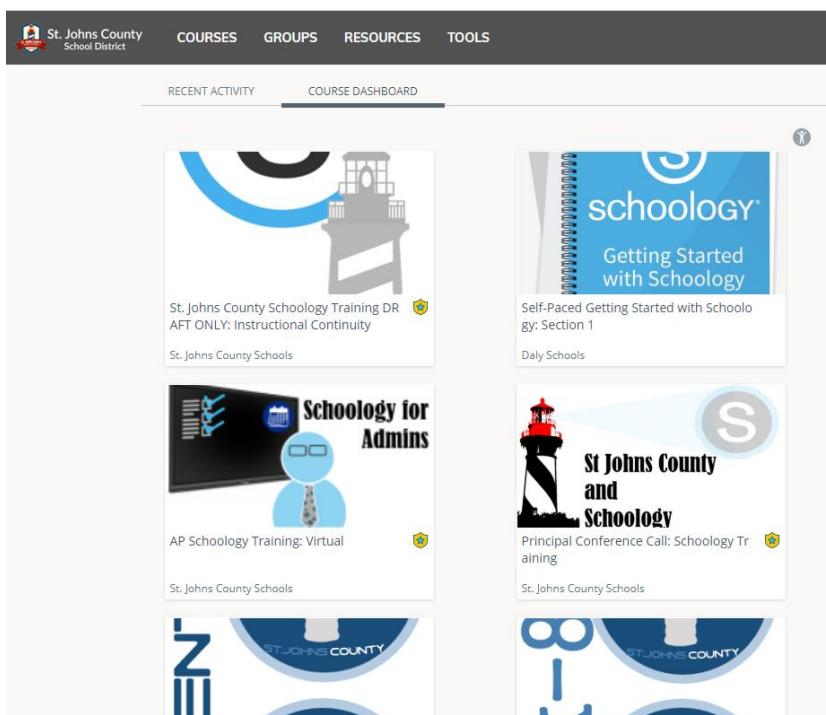 St. Johns County
School District
COURSES GROUPS RESOURCES TOOLS
RECENT ACTIVITY COURSE DASHBOARD
S
schoology
Getting Started
with Schoology
St. Johns County Schoology Training DR
AFT ONLY: Instructional Continuity
St. Johns County Schools
Self-Paced Getting Started with Schoolo
gy: Section 1
Daly Schools
Schoology for
Admins
S
St Johns County
and
Schoology
AP Schoology Training: Virtual
St. Johns County Schools
Principal Conference Call: Schoology Tr
aining
St. Johns County Schools
ST. JOHNS COUNTY
ST. JOHNS COUNTY